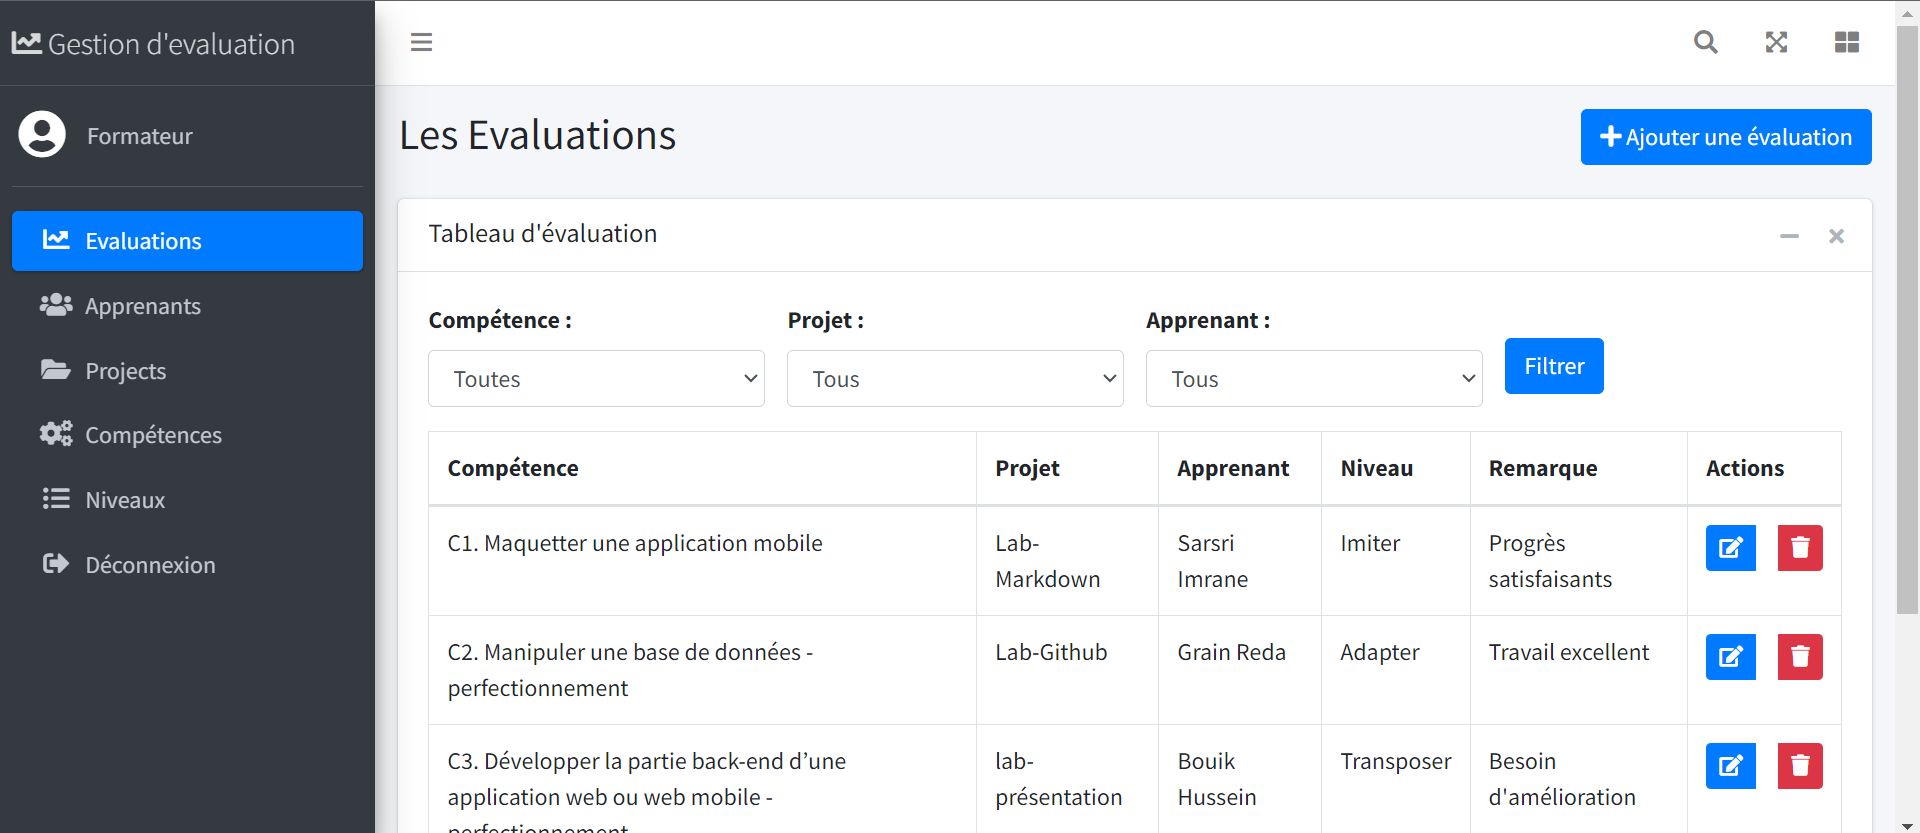 Gestion d'evaluation
Formateur
Evaluations
Apprenants
Projects
Compétences
Niveaux
Déconnexion
Les Evaluations
Ajouter une évaluation
Tableau d'évaluation
Compétence :
Projet :
Apprenant :
Toutes
Tous
Tous
Filtrer
Compétence
Projet
Apprenant
Niveau
Remarque
Actions
C1. Maquetter une application mobile
Lab-
Markdown
Sarsri
Imrane
Imiter
Progrès
satisfaisants
C2. Manipuler une base de données -
perfectionnement
Lab-Github
Grain Reda
Adapter
Travail excellent
C3. Développer la partie back-end d’une
application web ou web mobile -
perfectionnement
lab-
présentation
Bouik
Hussein
Transposer
Besoin
d'amélioration